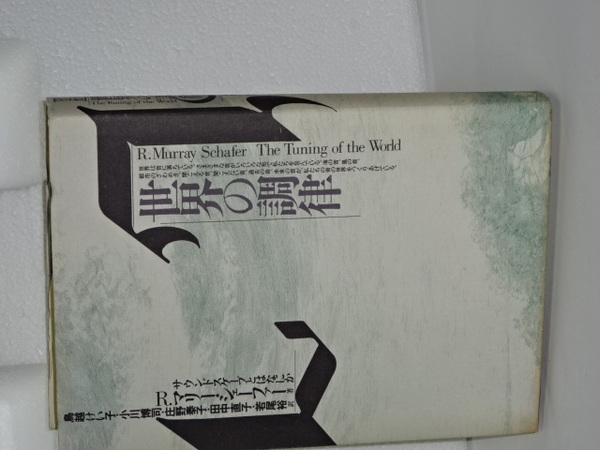 The Tuning of the World
R. Murray Schafer The Tuning of the World
世界の調律
サウンドスケープとはなにか
R.マリー・シェーファー著
鳥越けい子・小川博司・庄野泰子・田中直子・若尾裕訳